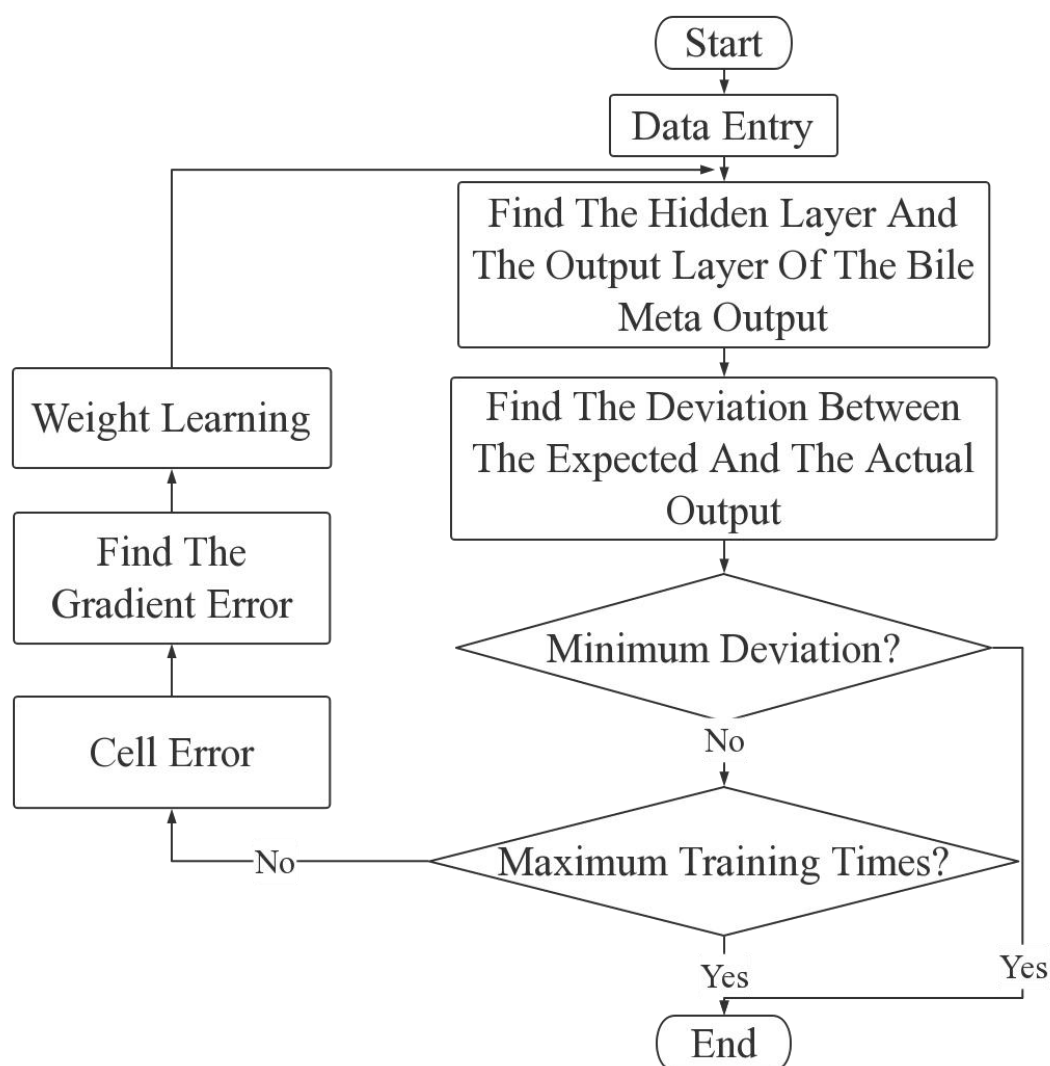 Start
Data Entry
Find The Hidden Layer And
The Output Layer Of The Bile
Meta Output
Find The Deviation Between
The Expected And The Actual
Output
Minimum Deviation?
No
Maximum Training Times?
No
Cell Error
Find The
Gradient Error
Weight Learning
Yes
Yes
End